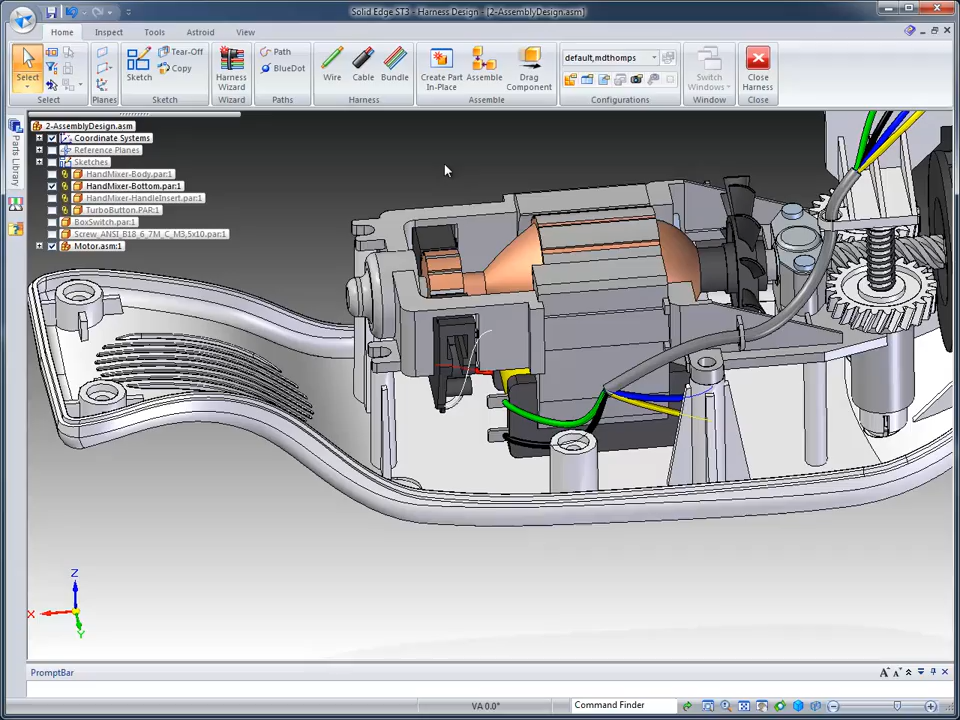 Solid Edge ST3 - Harness Design - [2-AssemblyDesign.asm]
Home Inspect Tools Astroid View
Select
Tear-Off
Copy
Sketch
Harness Wizard
Path
BlueDot
Wire
Cable
Bundle
Create Part In-Place
Assemble
Drag Component
default,mdthomps
Switch Windows
Close Harness
Select Planes Sketch Wizard Paths Harness Assemble Configurations Window Close
Parts Library
2-AssemblyDesign.asm
Coordinate Systems
Reference Planes
Sketches
HandMixer-Body.par:1
HandMixer-Bottom.par:1
HandMixer-HandleInsert.par:1
TurboButton.PAR:1
BoxSwitch.par:1
Screw_ANSI_B18_6_7M_C_M3,5x10.par:1
Motor.asm:1
Z
X
Y
PromptBar
VA 0.0°
Command Finder